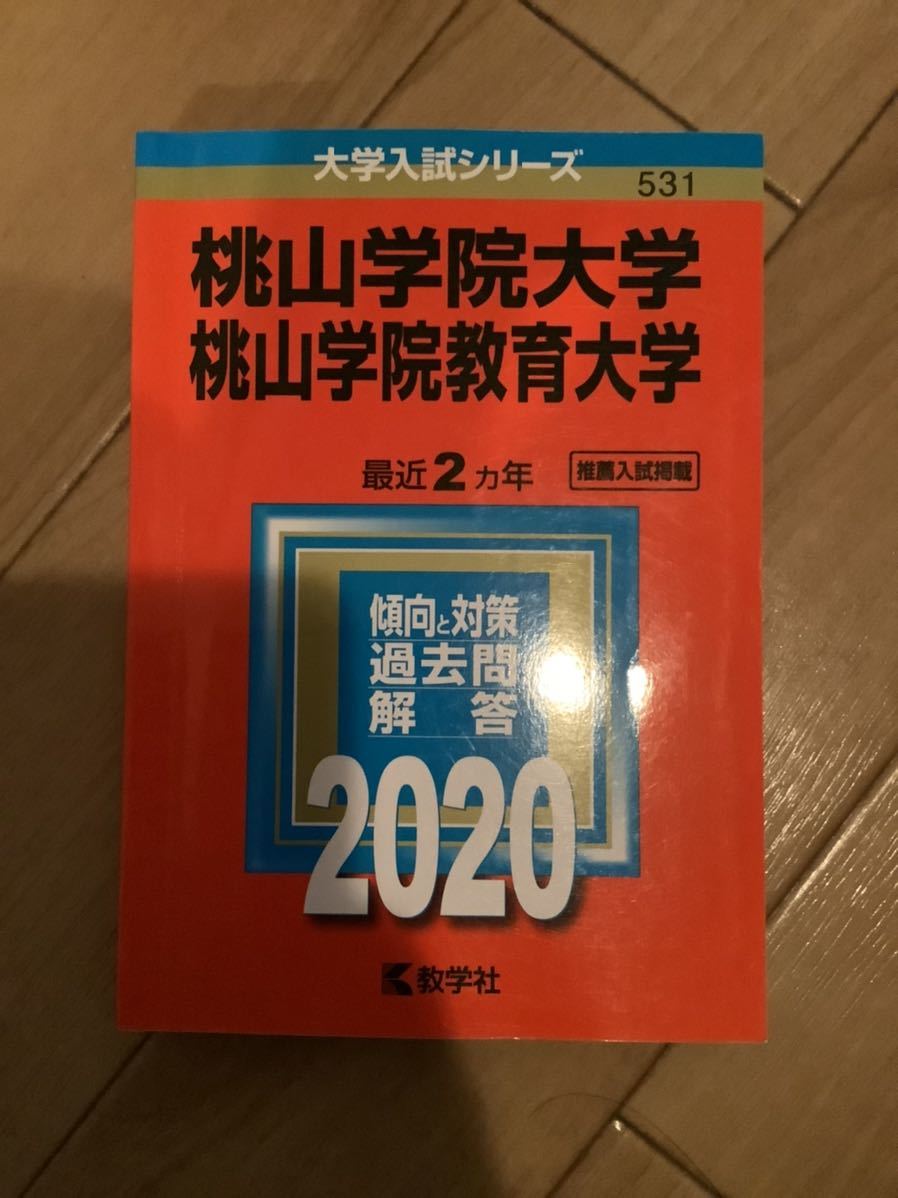 大学入試シリーズ
531
桃山学院大学
桃山学院教育大学
最近2ヵ年
推薦入試掲載
傾向と対策
過去問
解答
2020
教学社